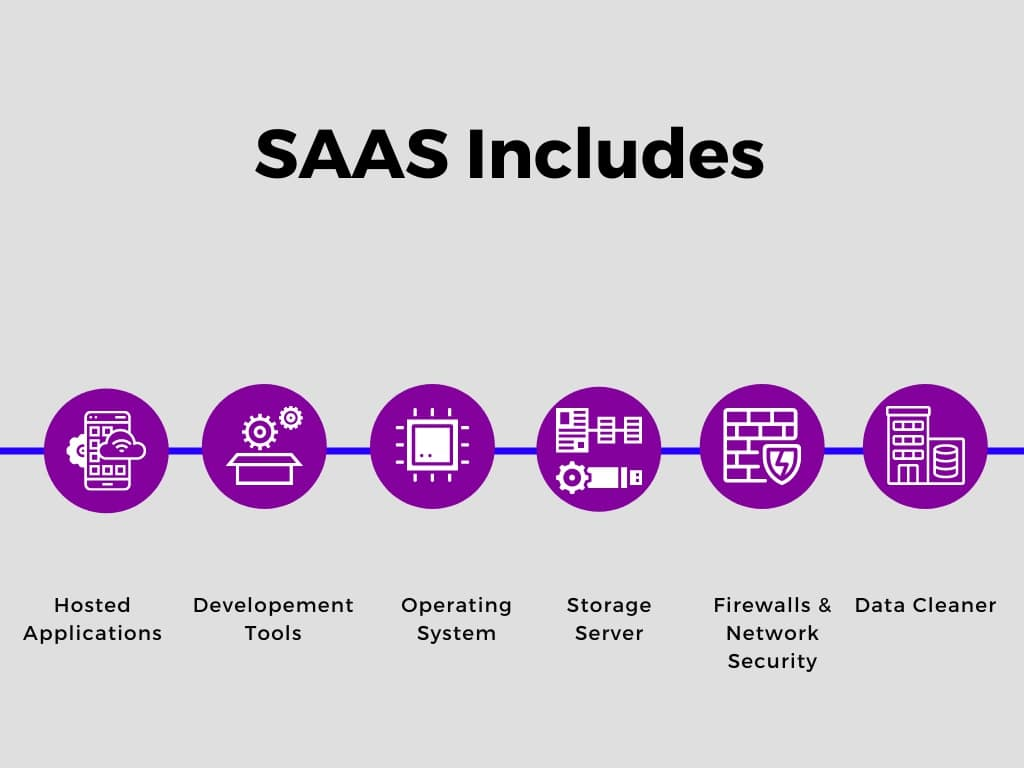 SAAS Includes
Hosted
Applications
Developement
Tools
Operating
System
Storage
Server
Firewalls &
Network
Security
Data Cleaner